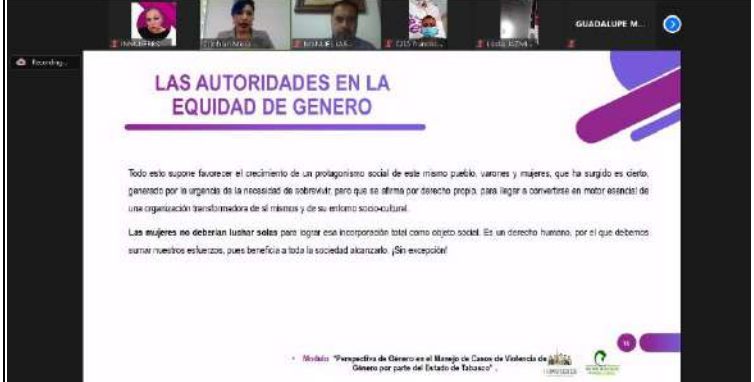 GUADALUPE M...
Recording...
LAS AUTORIDADES EN LA
EQUIDAD DE GENERO
Todo esto supone favorecer el crecimiento de un protagonismo social de este mismo pueblo, varones y mujeres, que ha surgido es cierto,
generado por la urgencia de la necesidad de sobrevivir, pero que se afirma por derecho propio, para llegar a convertirse en motor esencial de
una organización transformadora de sí mismos y de su entorno socio-cultural.
Las mujeres no deberían luchar solas para lograr esa incorporación total como objeto social. Es un derecho humano, por el que debemos
sumar nuestros esfuerzos, pues beneficia a toda la sociedad alcanzarlo. ¡Sin excepción!
• Modulo "Perspectiva de Género en el Manejo de Casos de Violencia de
Género por parte del Estado de Tabasco".